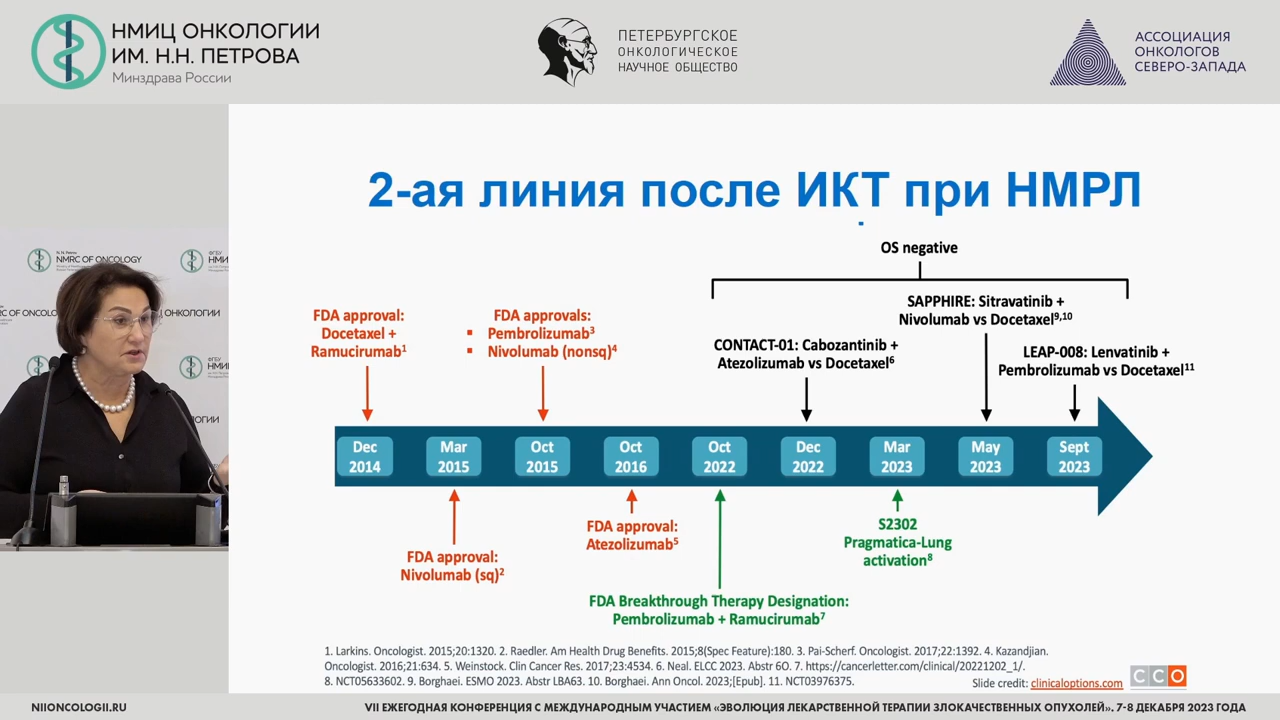 НМИЦ ОНКОЛОГИИ
ИМ. Н.Н. ПЕТРОВА
Минздрава России
ПЕТЕРБУРГСКОЕ
ОНКОЛОГИЧЕСКОЕ
НАУЧНОЕ ОБЩЕСТВО
АССОЦИАЦИЯ
ОНКОЛОГОВ
СЕВЕРО-ЗАПАДА
NMRC OF ONCOLOGY
2-ая линия после ИКТ при НМРЛ
OS negative
FDA approval:
Docetaxel +
Ramucirumab1
FDA approvals:
▪ Pembrolizumab3
▪ Nivolumab (nonsq)4
CONTACT-01: Cabozantinib +
Atezolizumab vs Docetaxel6
SAPPHIRE: Sitravatinib +
Nivolumab vs Docetaxel9,10
LEAP-008: Lenvatinib +
Pembrolizumab vs Docetaxel11
Dec
2014
Mar
2015
Oct
2015
Oct
2016
Oct
2022
Dec
2022
Mar
2023
May
2023
Sept
2023
FDA approval:
Nivolumab (sq)2
FDA approval:
Atezolizumab5
FDA Breakthrough Therapy Designation:
Pembrolizumab + Ramucirumab7
S2302
Pragmatica-Lung
activation8
1. Larkins. Oncologist. 2015;20:1320. 2. Raedler. Am Health Drug Benefits. 2015;8(Spec Feature):180. 3. Pai-Scherf. Oncologist. 2017;22:1392. 4. Kazandjian.
Oncologist. 2016;21:634. 5. Weinstock. Clin Cancer Res. 2017;23:4534. 6. Neal. ELCC 2023. Abstr 6O. 7. https://cancerletter.com/clinical/20221202_1/.
8. NCT05633602. 9. Borghaei. ESMO 2023. Abstr LBA63. 10. Borghaei. Ann Oncol. 2023;[Epub]. 11. NCT03976375.
Slide credit: clinicaloptions.com
CCO
NIIONCOLOGII.RU
VII ЕЖЕГОДНАЯ КОНФЕРЕНЦИЯ С МЕЖДУНАРОДНЫМ УЧАСТИЕМ «ЭВОЛЮЦИЯ ЛЕКАРСТВЕННОЙ ТЕРАПИИ ЗЛОКАЧЕСТВЕННЫХ ОПУХОЛЕЙ». 7-8 ДЕКАБРЯ 2023 ГОДА